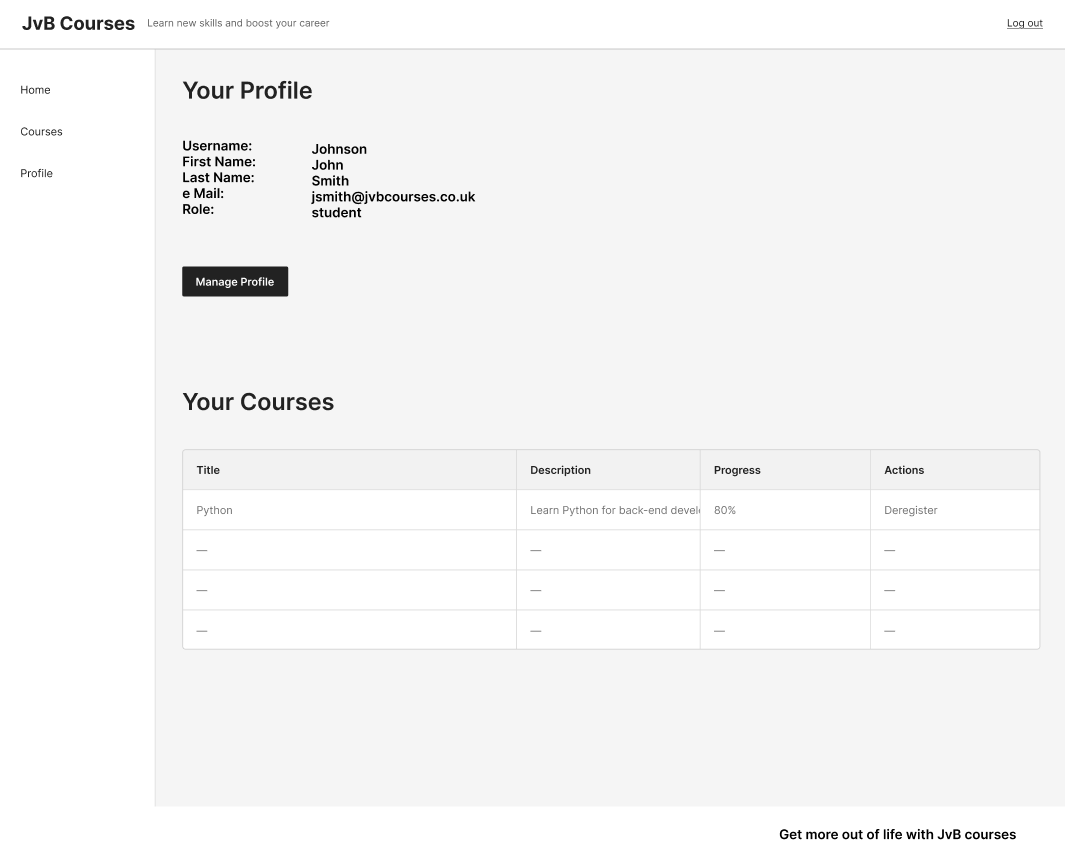 JvB Courses Learn new skills and boost your career Log out
Home
Courses
Profile
Your Profile
Username: Johnson
First Name: John
Last Name: Smith
e Mail: jsmith@jvbcourses.co.uk
Role: student
Manage Profile
Your Courses
Title Description Progress Actions
Python Learn Python for back-end devel 80% Deregister
— — — —
— — — —
— — — —
Get more out of life with JvB courses